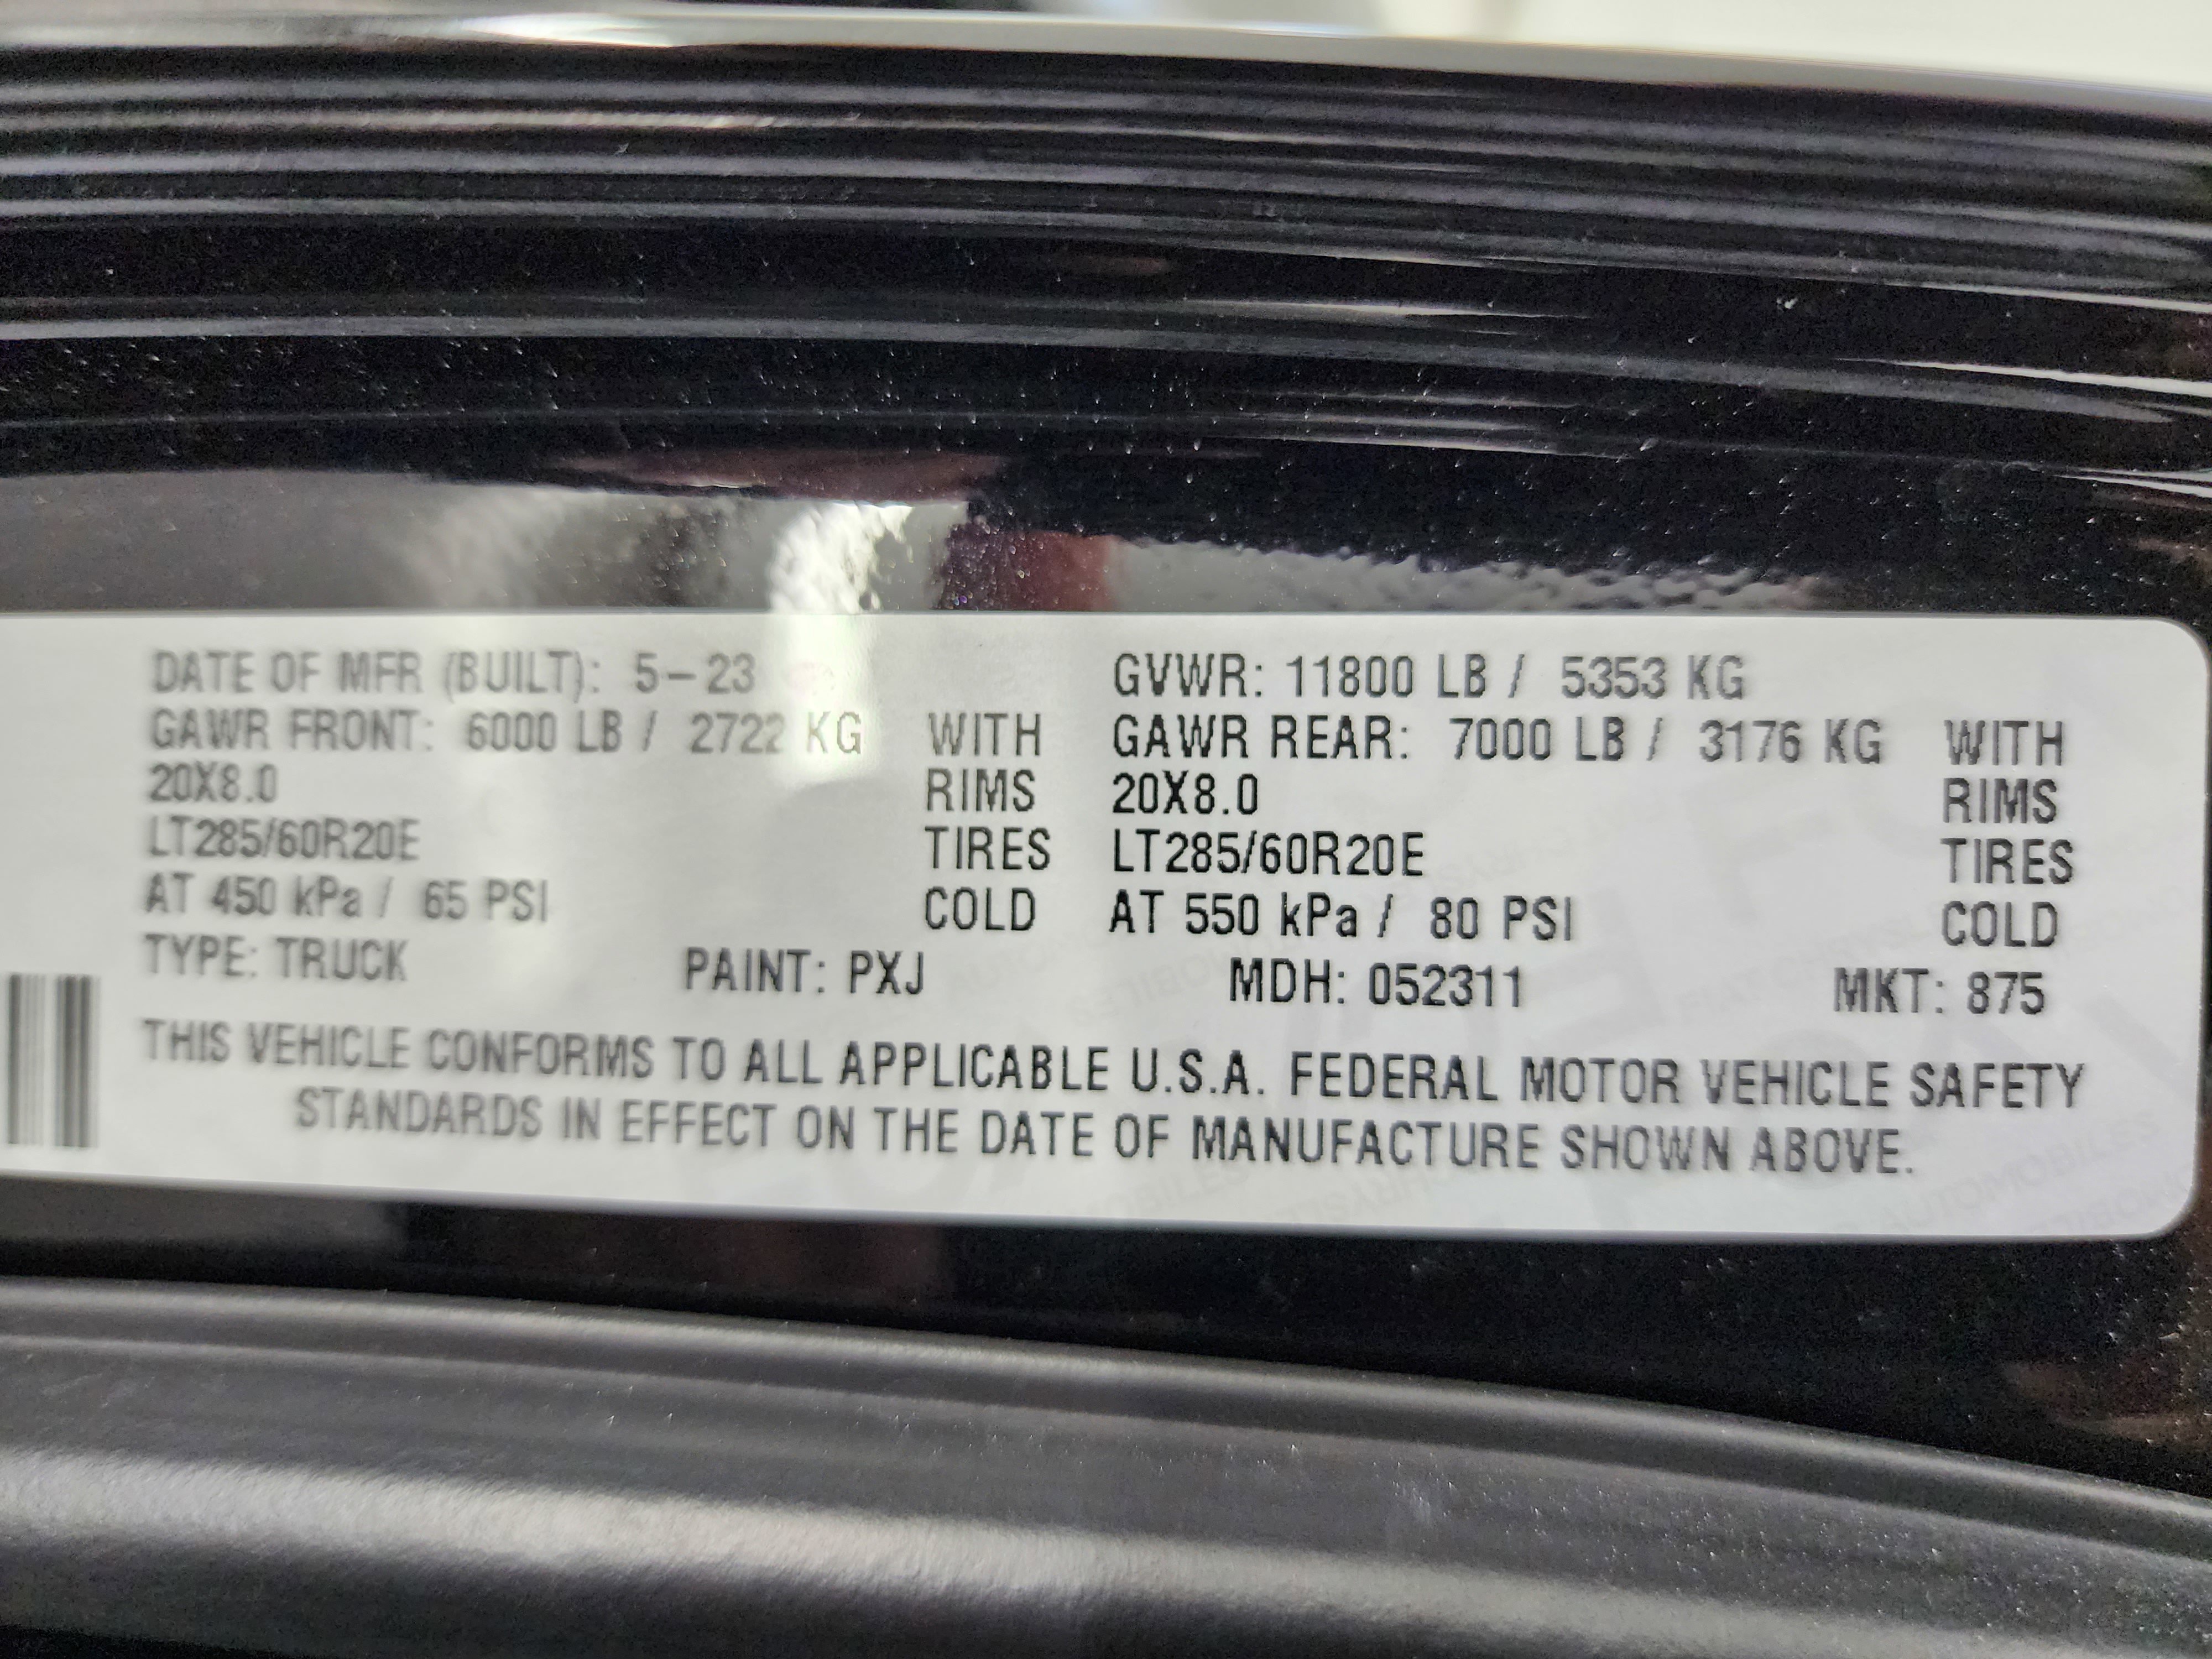 DATE OF MFR (BUILT): 5-23 GVWR: 11800 LB / 5353 KG
GAWR FRONT: 6000 LB / 2722 KG WITH GAWR REAR: 7000 LB / 3176 KG WITH
20X8.0 RIMS 20X8.0 RIMS
LT285/60R20E TIRES LT285/60R20E TIRES
AT 450 kPa / 65 PSI COLD AT 550 kPa / 80 PSI COLD
TYPE: TRUCK PAINT: PXJ MDH: 052311 MKT: 875
THIS VEHICLE CONFORMS TO ALL APPLICABLE U.S.A. FEDERAL MOTOR VEHICLE SAFETY
STANDARDS IN EFFECT ON THE DATE OF MANUFACTURE SHOWN ABOVE.